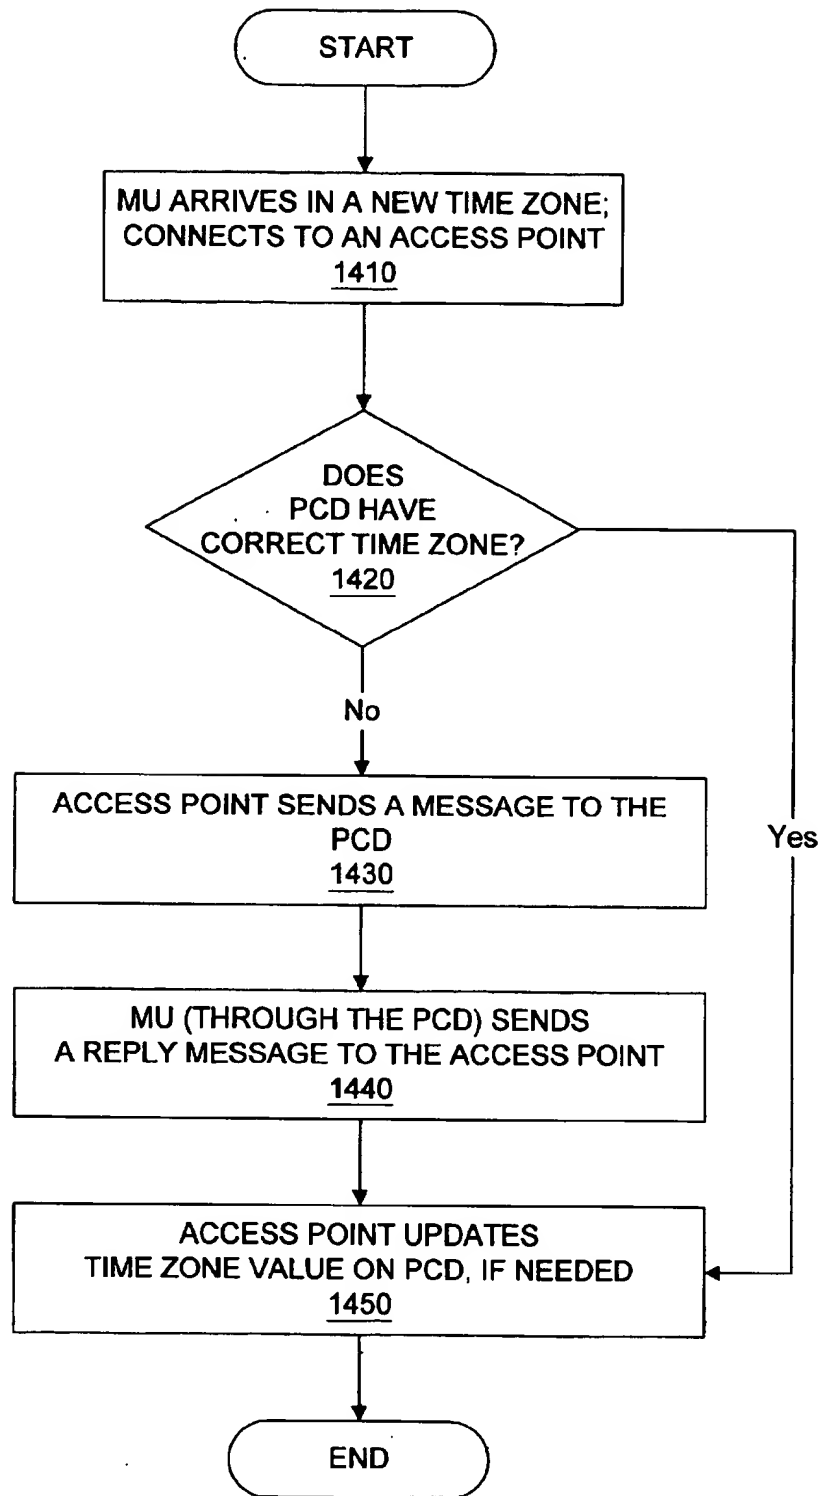 START
MU ARRIVES IN A NEW TIME ZONE;
CONNECTS TO AN ACCESS POINT
1410
DOES
PCD HAVE
CORRECT TIME ZONE?
1420
No
ACCESS POINT SENDS A MESSAGE TO THE
PCD
1430
Yes
MU (THROUGH THE PCD) SENDS
A REPLY MESSAGE TO THE ACCESS POINT
1440
ACCESS POINT UPDATES
TIME ZONE VALUE ON PCD, IF NEEDED
1450
END